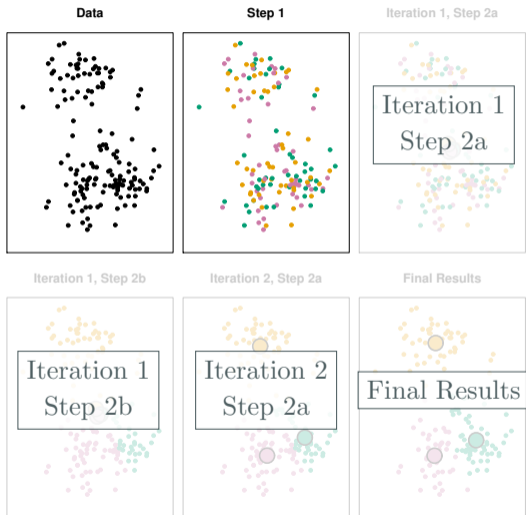 Data
Step 1
Iteration 1, Step 2a
Iteration 1
Step 2a
Iteration 1, Step 2b
Iteration 2, Step 2a
Final Results
Iteration 1
Step 2b
Iteration 2
Step 2a
Final Results